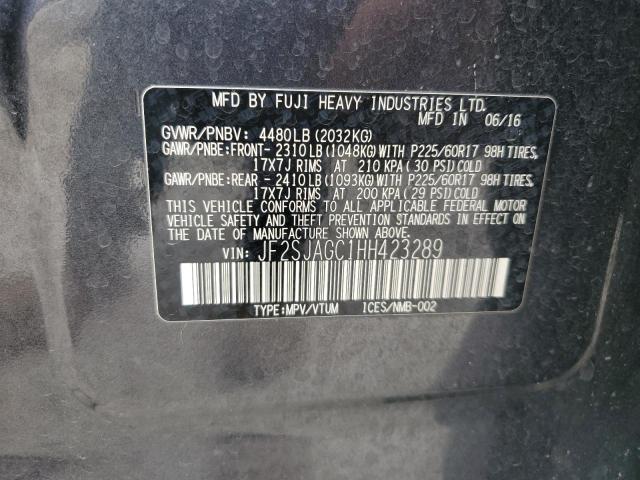 MFD BY FUJI HEAVY INDUSTRIES LTD.
MFD IN 06/16
GVWR/PNBV: 4480LB(2032KG)
GAWR/PNBE:FRONT- 2310LB(1048KG)WITH P225/60R17 98H TIRES,
17X7J RIMS AT 210 KPA(30 PSI)COLD
GAWR/PNBE:REAR - 2410LB(1093KG)WITH P225/60R17 98H TIRES,
17X7J RIMS AT 200 KPA(29 PSI)COLD
THIS VEHICLE CONFORMS TO ALL APPLICABLE FEDERAL MOTOR
VEHICLE SAFETY AND THEFT PREVENTION STANDARDS IN EFFECT
ON THE DATE OF MANUFACTURE SHOWN ABOVE.
VIN: JF2SJAGC1HH423289
TYPE:MPV/VTUM ICES/NMB-002